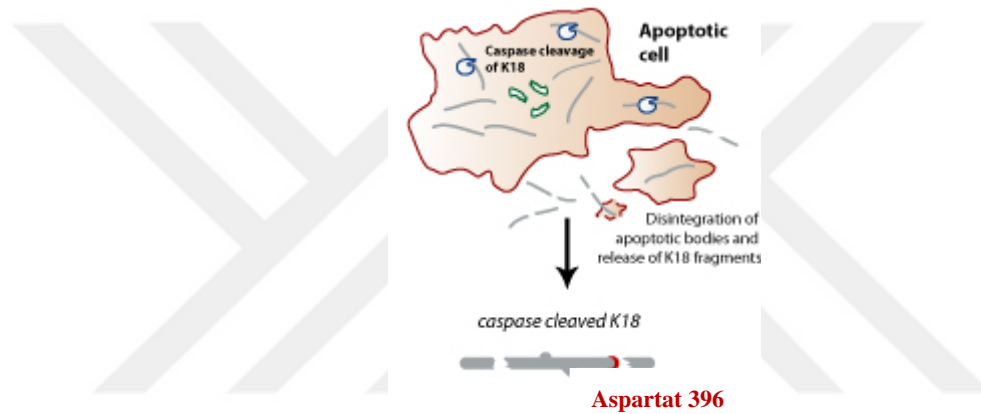 Apoptotic
cell
Caspase cleavage
of K18
Disintegration of
apoptotic bodies and
release of K18 fragments
caspase cleaved K18
Aspartat 396